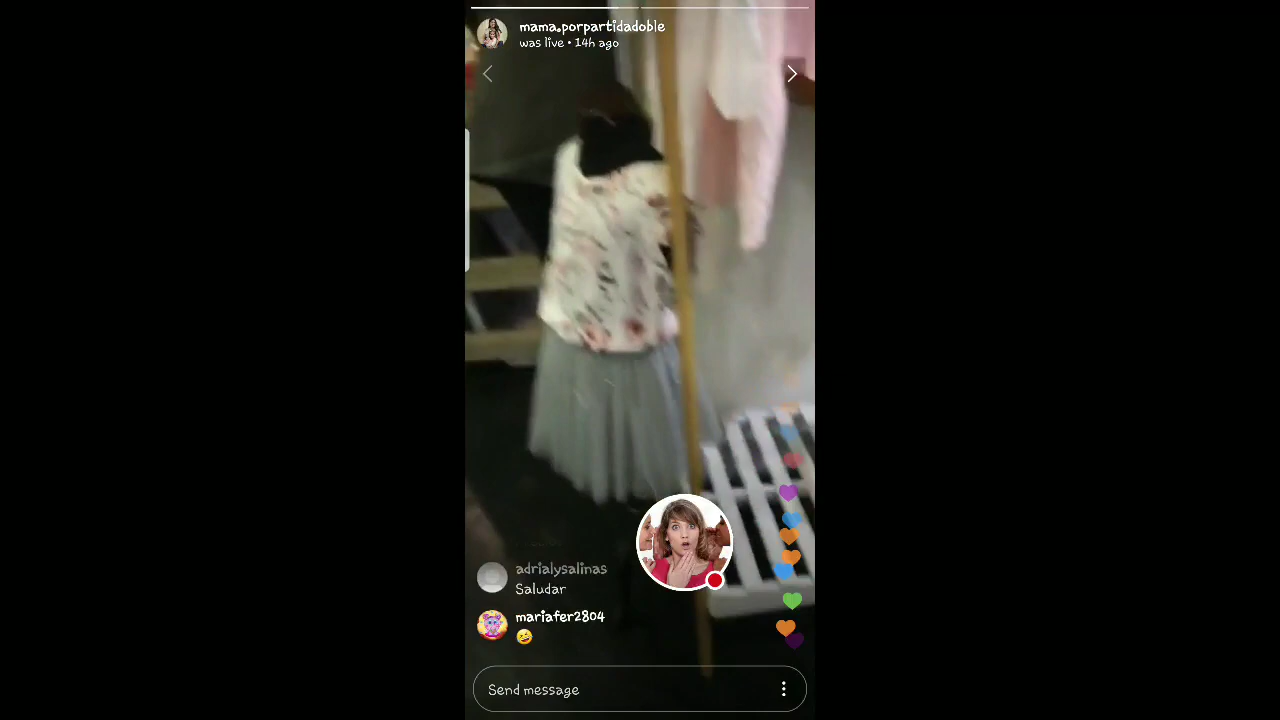 mama.porpartidadoble
was live • 14h ago
adrialysalinas
Saludar
mariafer2804
🤣
Send message